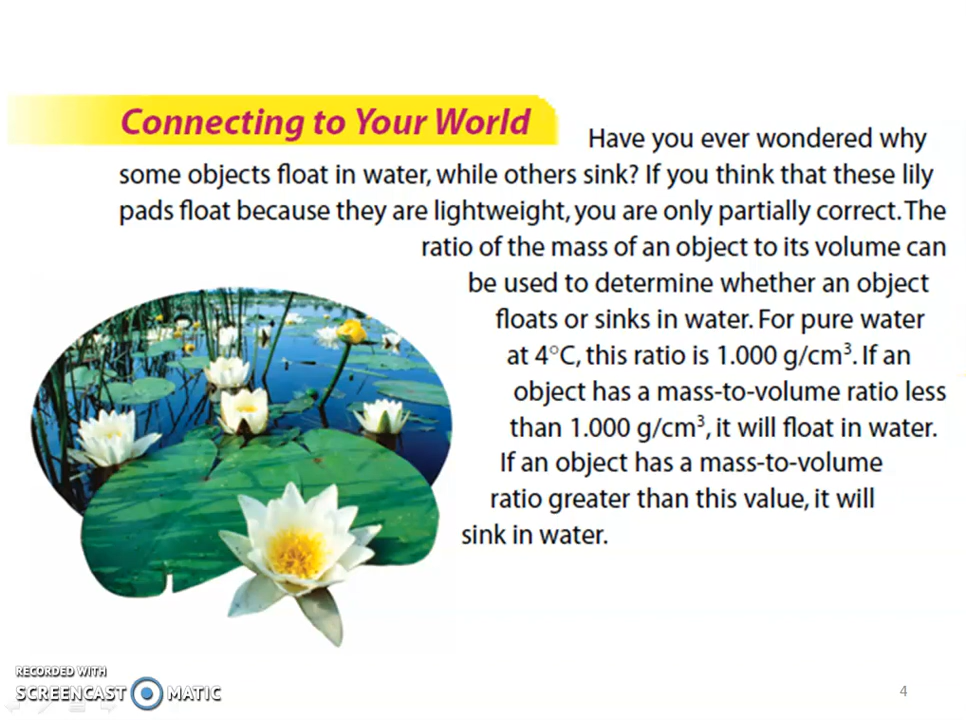 Connecting to Your World
Have you ever wondered why
some objects float in water, while others sink? If you think that these lily
pads float because they are lightweight, you are only partially correct. The
ratio of the mass of an object to its volume can
be used to determine whether an object
floats or sinks in water. For pure water
at 4°C, this ratio is 1.000 g/cm³. If an
object has a mass-to-volume ratio less
than 1.000 g/cm³, it will float in water.
If an object has a mass-to-volume
ratio greater than this value, it will
sink in water.
RECORDED WITH
SCREENCAST MATIC
4